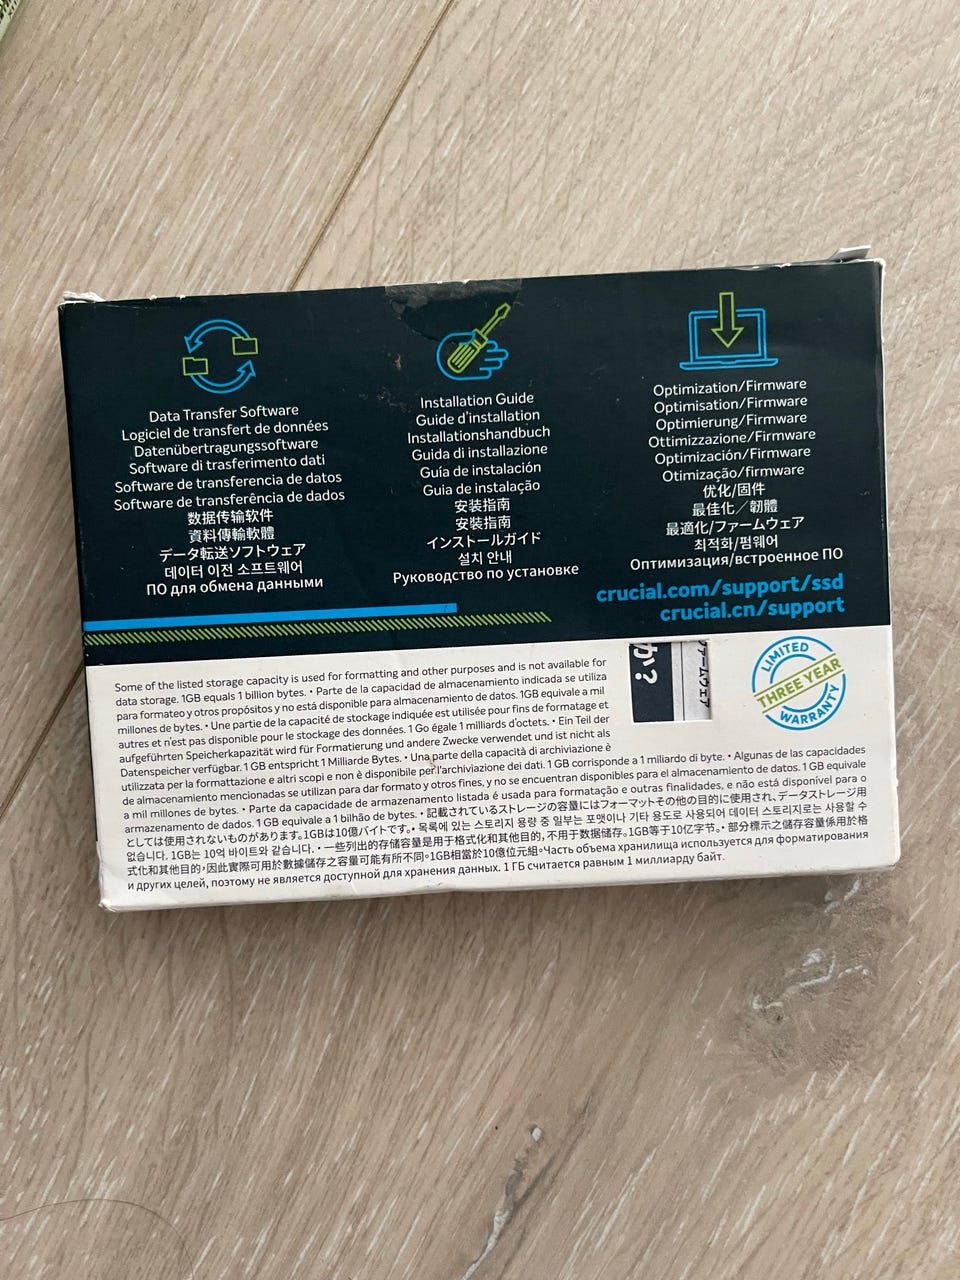 Data Transfer Software
Logiciel de transfert de données
Datenübertragungssoftware
Software di trasferimento dati
Software de transferencia de datos
Software de transferência de dados
数据传输软件
資料傳輸軟體
データ転送ソフトウェア
데이터 이전 소프트웨어
ПО для обмена данными
Installation Guide
Guide d'installation
Installationshandbuch
Guida di installazione
Guía de instalación
Guia de instalação
安装指南
安裝指南
インストールガイド
설치 안내
Руководство по установке
Optimization/Firmware
Optimisation/Firmware
Optimierung/Firmware
Ottimizzazione/Firmware
Optimización/Firmware
Otimização/firmware
优化/固件
最佳化／韌體
最適化/ファームウェア
최적화/펌웨어
Оптимизация/встроенное ПО
crucial.com/support/ssd
crucial.cn/support
Some of the listed storage capacity is used for formatting and other purposes and is not available for
data storage. 1GB equals 1 billion bytes. • Parte de la capacidad de almacenamiento indicada se utiliza
para formateo y otros propósitos y no está disponible para almacenamiento de datos. 1GB equivale a mil
millones de bytes. • Une partie de la capacité de stockage indiquée est utilisée pour fins de formatage et
autres et n'est pas disponible pour le stockage des données. 1 Go égale 1 milliards d'octets. • Ein Teil der
aufgeführten Speicherkapazität wird für Formatierung und andere Zwecke verwendet und ist nicht als
Datenspeicher verfügbar. 1 GB entspricht 1 Milliarde Bytes. • Una parte della capacità di archiviazione è
utilizzata per la formattazione e altri scopi e non è disponibile per l'archiviazione dei dati. 1 GB corrisponde a 1 miliardo di byte. • Algunas de las capacidades
de almacenamiento mencionadas se utilizan para dar formato y otros fines, y no se encuentran disponibles para el almacenamiento de datos. 1 GB equivale
a mil millones de bytes. • Parte da capacidade de armazenamento listada é usada para formatação e outras finalidades, e não está disponível para o
armazenamento de dados. 1 GB equivale a 1 bilhão de bytes. • 記載されているストレージの容量にはフォーマットその他の目的に使用され、データストレージ用
としては使用されないものがあります。1GBは10億バイトです。• 목록에 있는 스토리지 용량 중 일부는 포맷이나 기타 용도로 사용되어 데이터 스토리지로는 사용할 수
없습니다. 1GB는 10억 바이트와 같습니다. • 一些列出的存储容量是用于格式化和其他目的, 不用于数据储存。1GB等于10亿字节。• 部分標示之儲存容量係用於格
式化和其他目的，因此實際可用於數據儲存之容量可能有所不同。1GB相當於10億位元組。•Часть объема хранилища используется для форматирования
и других целей, поэтому не является доступной для хранения данных. 1 ГБ считается равным 1 миллиарду байт.
か?
ファームウェア
LIMITED
THREE YEAR
WARRANTY